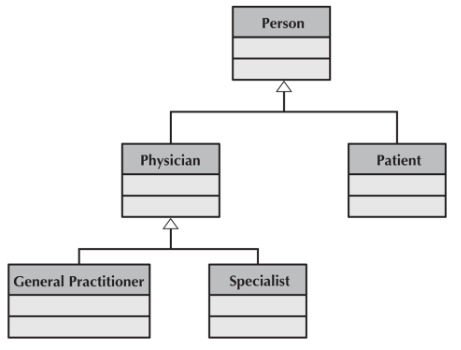 Person
Physician
Patient
General Practitioner
Specialist